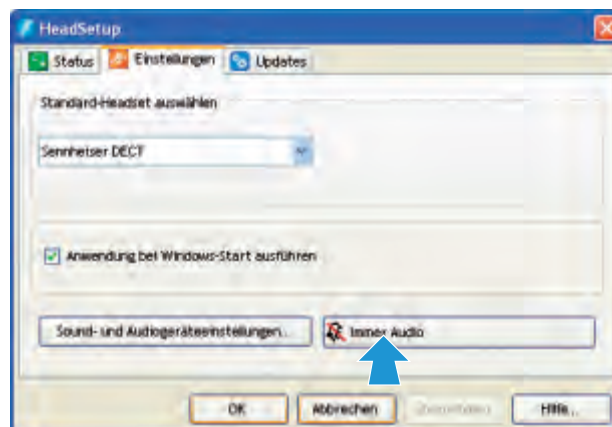 HeadSetup
Status Einstellungen Updates
Standard-Headset auswählen
Sennheiser DECT
Anwendung bei Windows-Start ausführen
Sound- und Audiogeräteeinstellungen... Immer Audio
OK Abbrechen Übernehmen Hilfe...